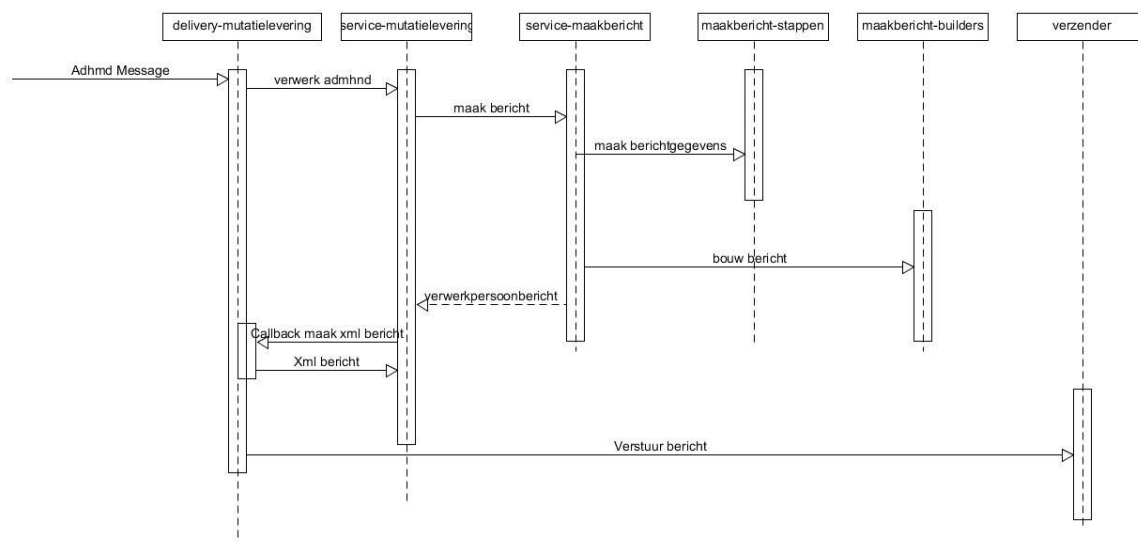 delivery-mutatielevering
service-mutatielevering
service-maakbericht
maakbericht-stappen
maakbericht-builders
verzender
Adhmd Message
verwerk admhnd
maak bericht
maak berichtgegevens
bouw bericht
verwerkpersoonbericht
Callback maak xml bericht
Xml bericht
Verstuur bericht